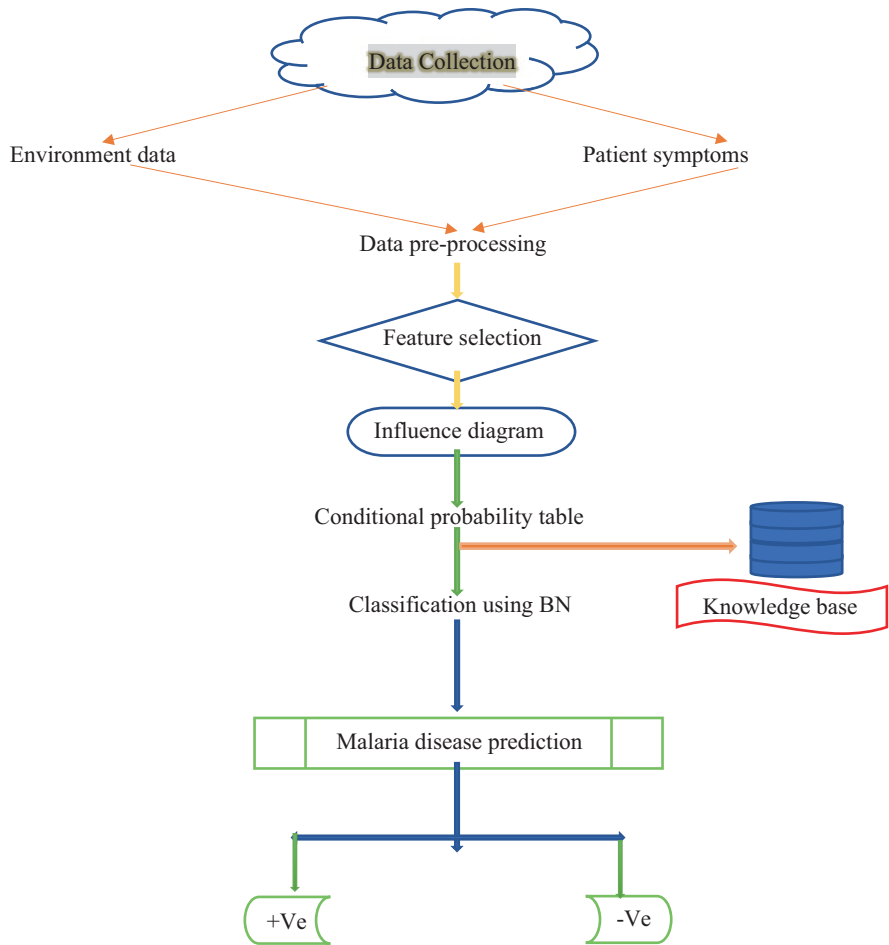 Data Collection
Environment data
Patient symptoms
Data pre-processing
Feature selection
Influence diagram
Conditional probability table
Classification using BN
Knowledge base
Malaria disease prediction
+Ve
-Ve